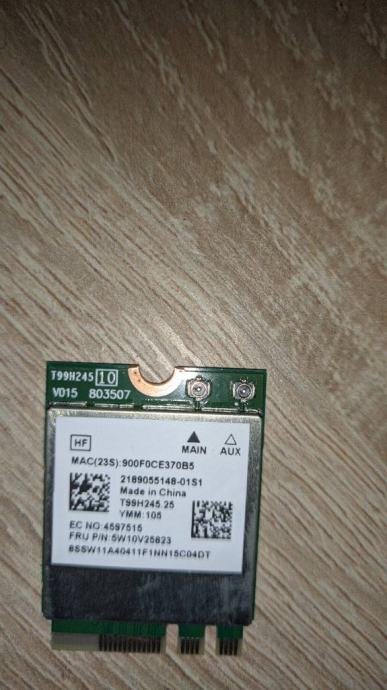 T99H245 10
V015 803507
HF
MAIN AUX
MAC(23S):900F0CE370B5
2189055148-01S1
Made in China
T99H245.25
YMM:105
EC NO:4597515
FRU P/N:5W10V25823
8SSW11A40411F1NN15C04DT